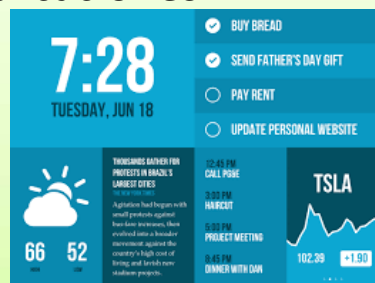 7:28
TUESDAY, JUN 18
BUY BREAD
SEND FATHER'S DAY GIFT
PAY RENT
UPDATE PERSONAL WEBSITE
66
52
THOUSANDS GATHER FOR
PROTESTS IN BRAZIL'S
LARGEST CITIES
THE NEW YORK TIMES
Agitation had begun with
small protests against
bus-fare increases, then
evolved into a broader
movement against the
country's high cost of
living and lavish new
stadium projects.
12:45 PM
CALL PG&E
3:00 PM
HAIRCUT
5:00 PM
PROJECT MEETING
8:45 PM
DINNER WITH DAN
TSLA
102.39
+1.90